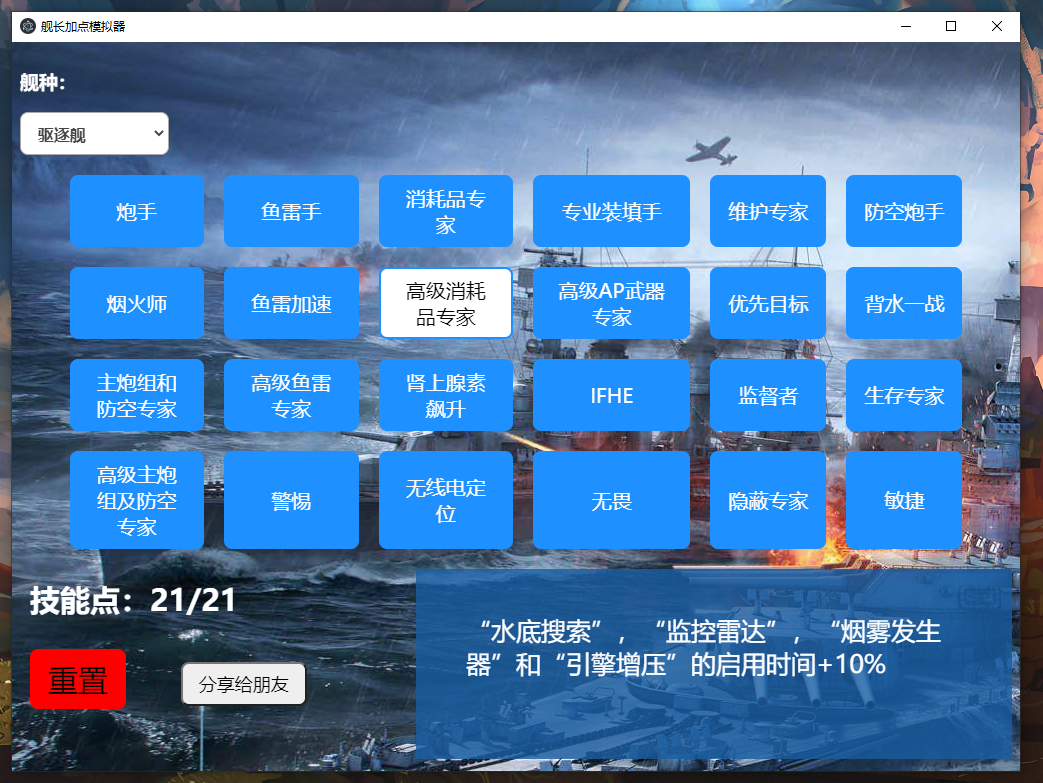 舰长加点模拟器
舰种：
驱逐舰
炮手
鱼雷手
消耗品专
家
专业装填手
维护专家
防空炮手
烟火师
鱼雷加速
高级消耗
品专家
高级AP武器
专家
优先目标
背水一战
主炮组和
防空专家
高级鱼雷
专家
肾上腺素
飙升
IFHE
监督者
生存专家
高级主炮
组及防空
专家
警惕
无线电定
位
无畏
隐蔽专家
敏捷
技能点：21/21
重置
分享给朋友
“水底搜索”，“监控雷达”，“烟雾发生
器”和“引擎增压”的启用时间+10%